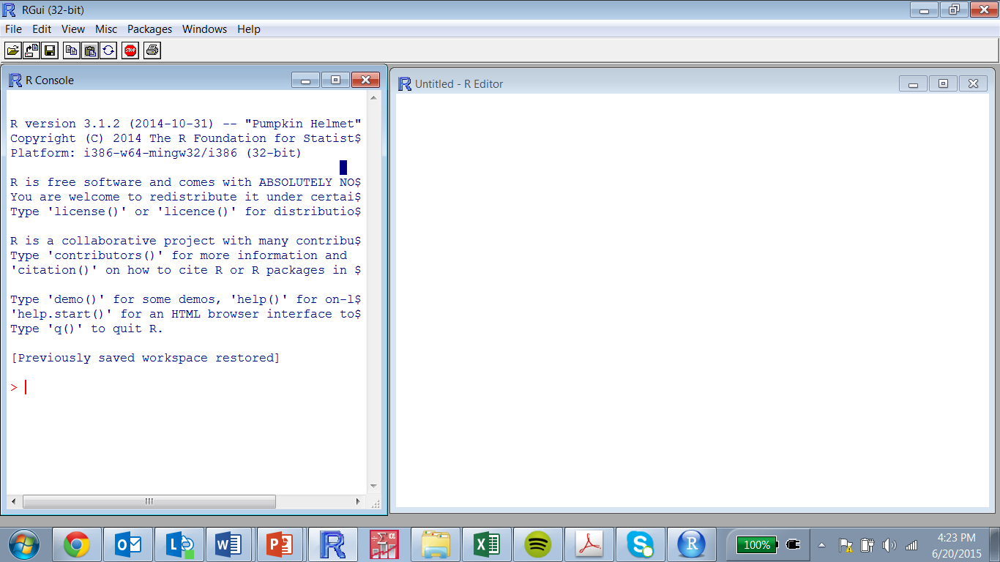 RGui (32-bit)
File Edit View Misc Packages Windows Help
STOP
R Console
R version 3.1.2 (2014-10-31) -- "Pumpkin Helmet"
Copyright (C) 2014 The R Foundation for Statist$
Platform: i386-w64-mingw32/i386 (32-bit)
R is free software and comes with ABSOLUTELY NO$
You are welcome to redistribute it under certai$
Type 'license()' or 'licence()' for distributio$
R is a collaborative project with many contribu$
Type 'contributors()' for more information and
'citation()' on how to cite R or R packages in $
Type 'demo()' for some demos, 'help()' for on-l$
'help.start()' for an HTML browser interface to$
Type 'q()' to quit R.
[Previously saved workspace restored]
>
Untitled - R Editor
100%
4:23 PM
6/20/2015